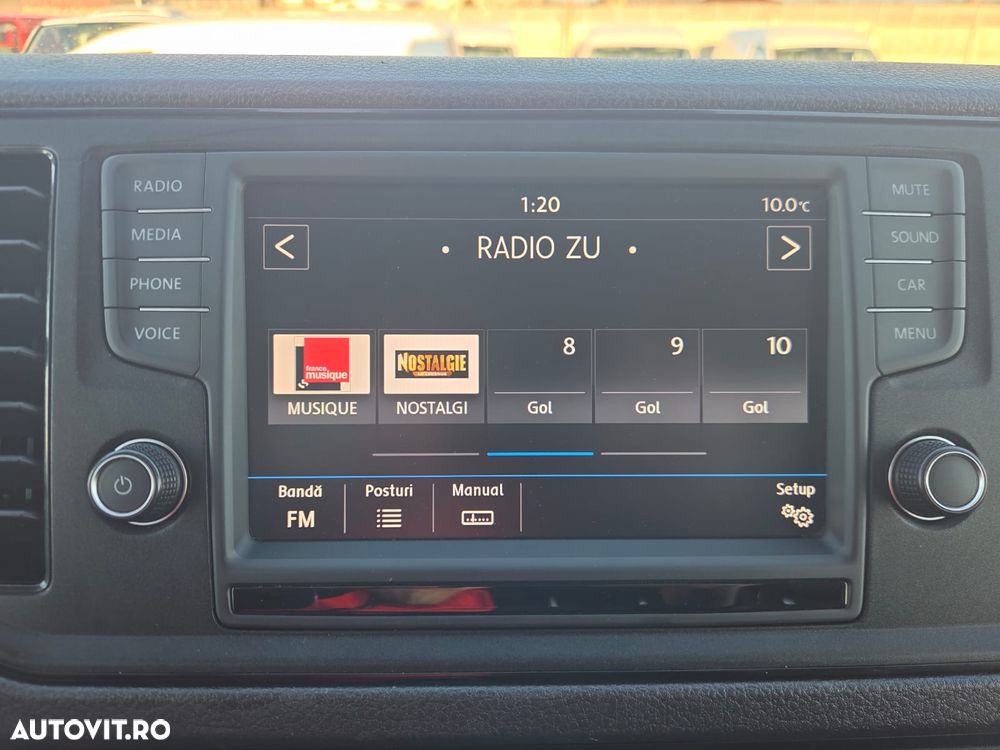 RADIO
MEDIA
PHONE
VOICE
1:20
10.0°C
< • RADIO ZU • >
france
musique
MUSIQUE
NOSTALGIE
NOSTALGI
8
Gol
9
Gol
10
Gol
Bandă
FM
Posturi
Manual
Setup
MUTE
SOUND
CAR
MENU
AUTOVIT.RO